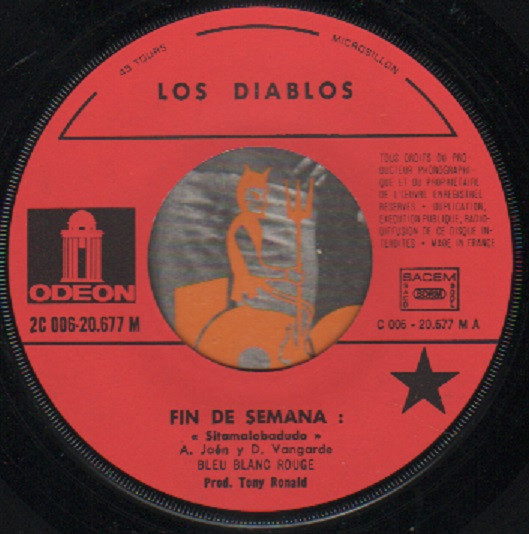 45 TOURS
MICROSILLON
LOS DIABLOS
TOUS DROITS DU PRO-
DUCTEUR PHONOGRAPHI-
QUE ET DU PROPRIETAIRE
DE L'ŒUVRE ENREGISTREE
RESERVES • DUPLICATION,
EXECUTION PUBLIQUE, RADIO-
DIFFUSION DE CE DISQUE IN-
TERDITES • MADE IN FRANCE
ODEON
2C 006-20.677 M
SACEM
C 006 - 20.677 M A
FIN DE SEMANA :
« Sitamalobadudo »
A. Joén y D. Vangarde
BLEU BLANC ROUGE
Prod. Tony Ronald